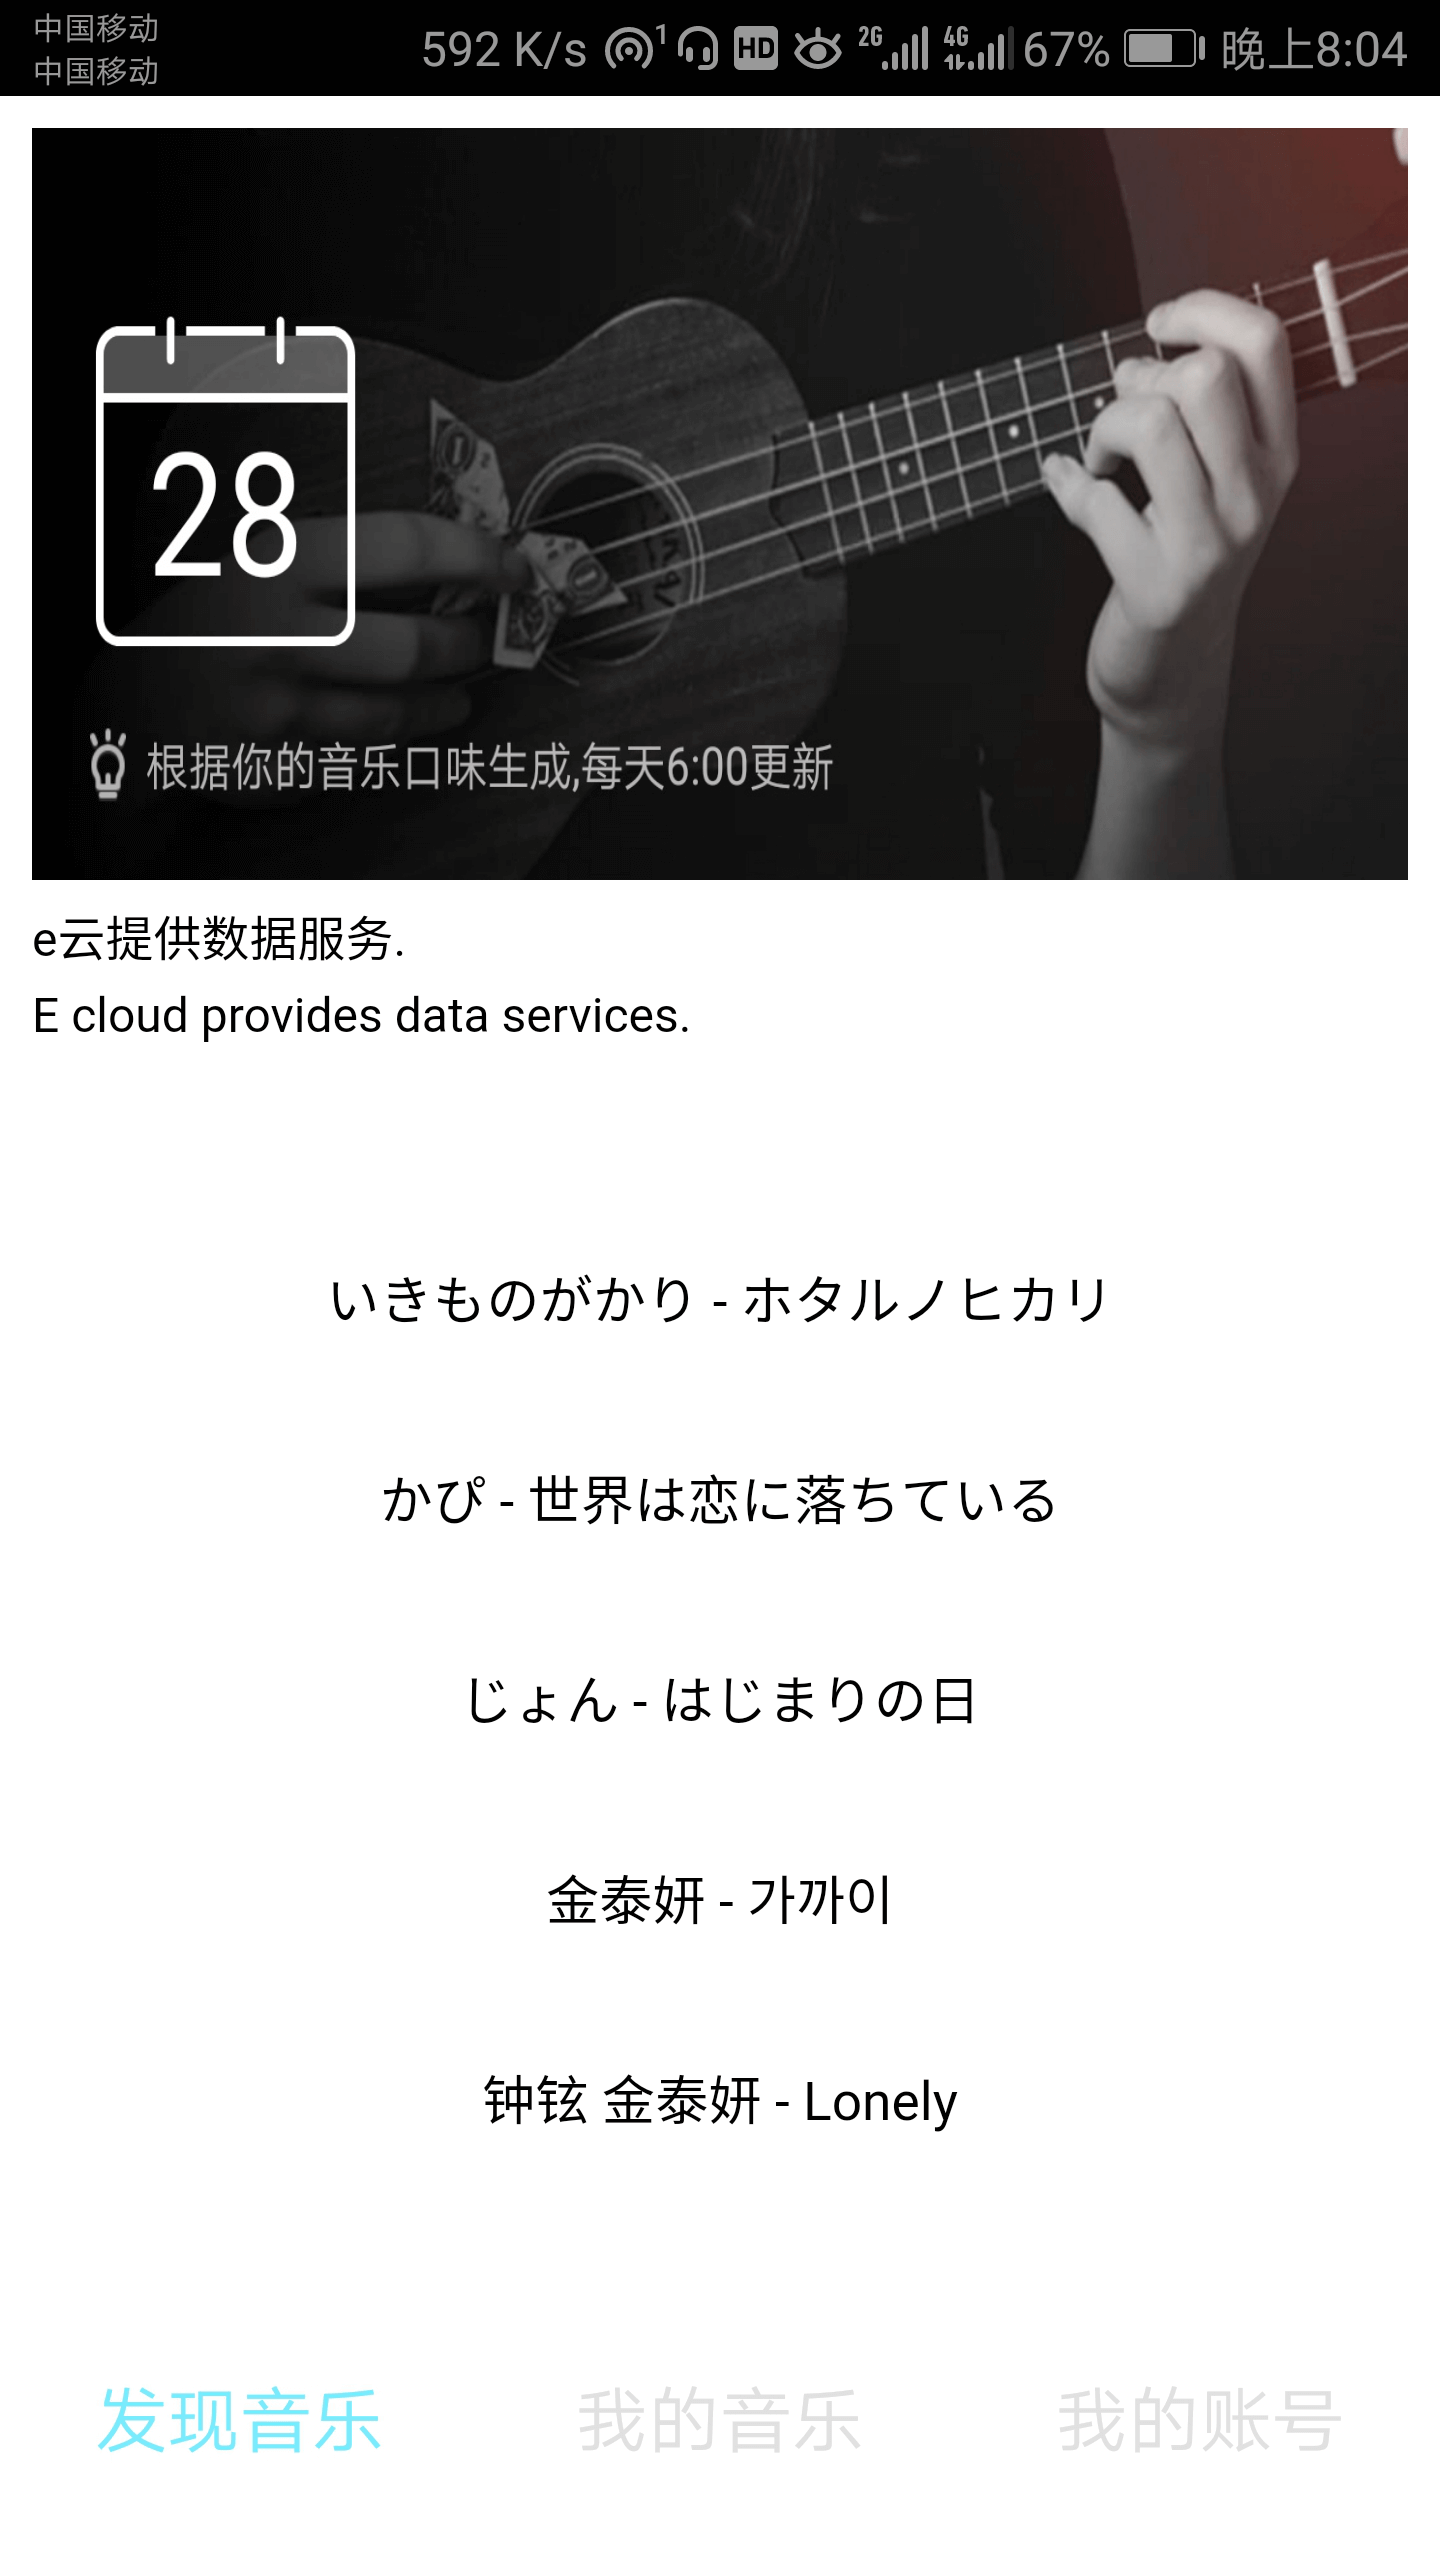 中国移动
中国移动
592 K/s 1 HD 2G 4G 67% 晚上8:04
28
根据你的音乐口味生成,每天6:00更新
e云提供数据服务.
E cloud provides data services.
いきものがかり - ホタルノヒカリ
かぴ - 世界は恋に落ちている
じょん - はじまりの日
金泰妍 - 가까이
钟铉 金泰妍 - Lonely
发现音乐 我的音乐 我的账号